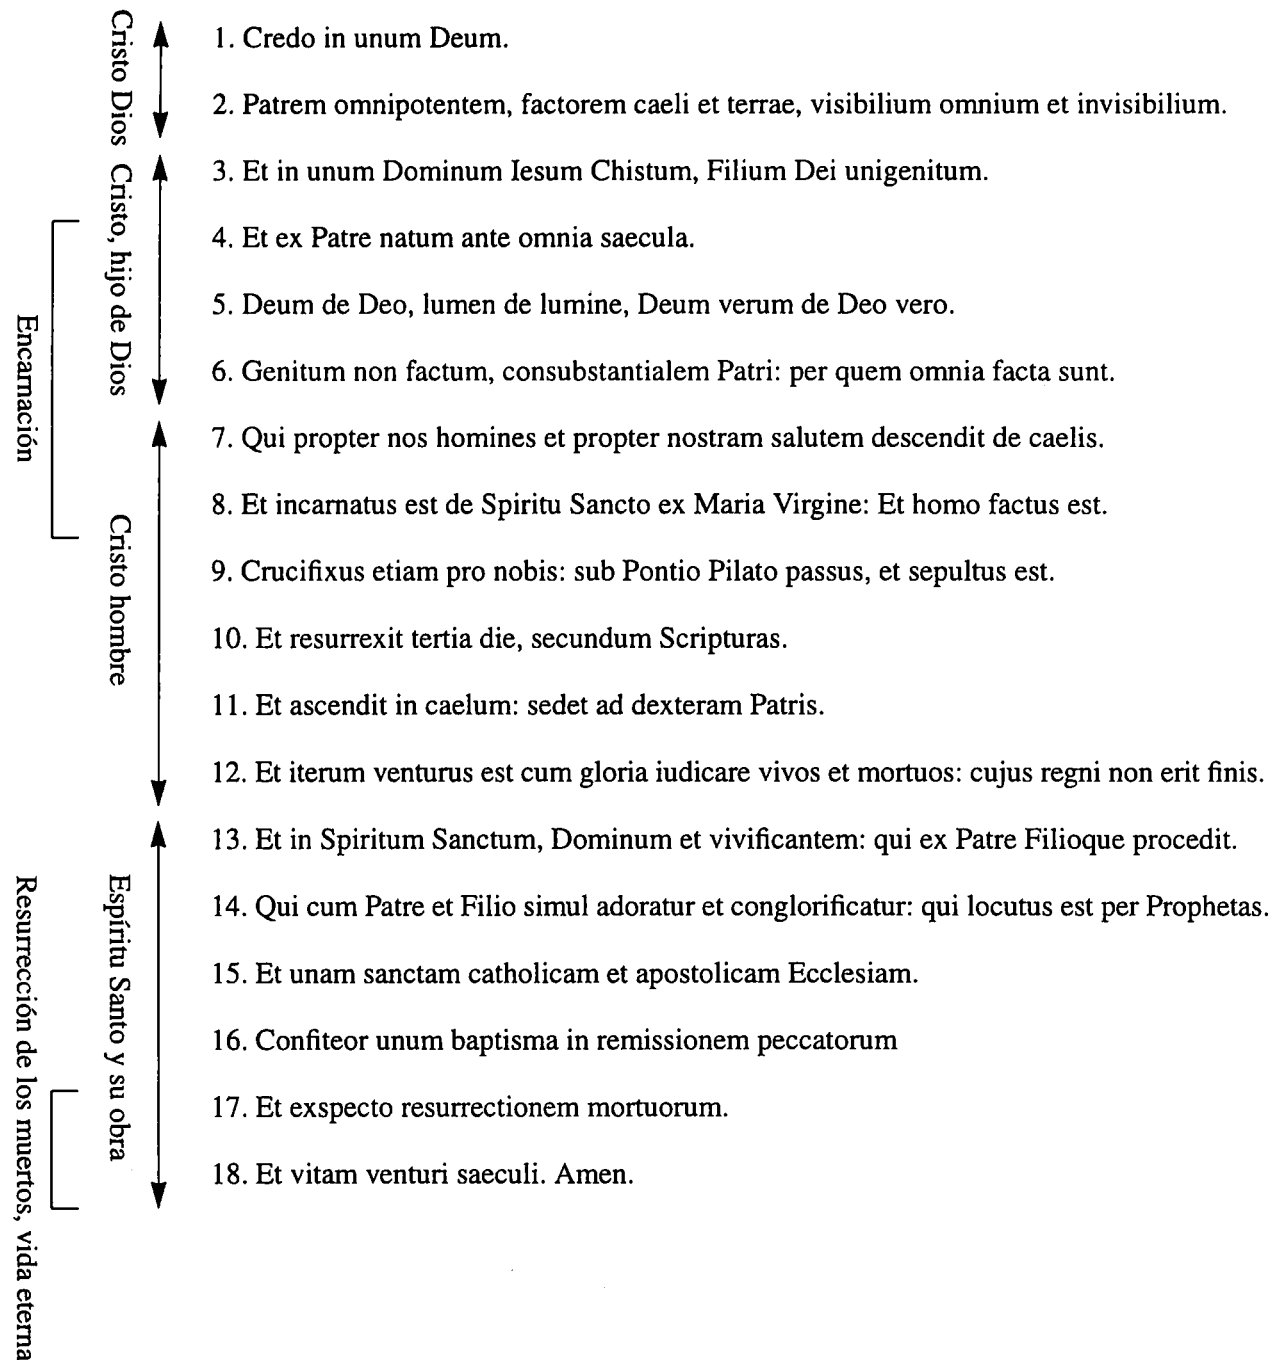 Cristo Dios
Cristo, hijo de Dios
Cristo hombre
Espíritu Santo y su obra
Encarnación
Resurrección de los muertos, vida eterna
1. Credo in unum Deum.
2. Patrem omnipotentem, factorem caeli et terrae, visibilium omnium et invisibilium.
3. Et in unum Dominum Iesum Chistum, Filium Dei unigenitum.
4. Et ex Patre natum ante omnia saecula.
5. Deum de Deo, lumen de lumine, Deum verum de Deo vero.
6. Genitum non factum, consubstantialem Patri: per quem omnia facta sunt.
7. Qui propter nos homines et propter nostram salutem descendit de caelis.
8. Et incarnatus est de Spiritu Sancto ex Maria Virgine: Et homo factus est.
9. Crucifixus etiam pro nobis: sub Pontio Pilato passus, et sepultus est.
10. Et resurrexit tertia die, secundum Scripturas.
11. Et ascendit in caelum: sedet ad dexteram Patris.
12. Et iterum venturus est cum gloria iudicare vivos et mortuos: cujus regni non erit finis.
13. Et in Spiritum Sanctum, Dominum et vivificantem: qui ex Patre Filioque procedit.
14. Qui cum Patre et Filio simul adoratur et conglorificatur: qui locutus est per Prophetas.
15. Et unam sanctam catholicam et apostolicam Ecclesiam.
16. Confiteor unum baptisma in remissionem peccatorum
17. Et exspecto resurrectionem mortuorum.
18. Et vitam venturi saeculi. Amen.